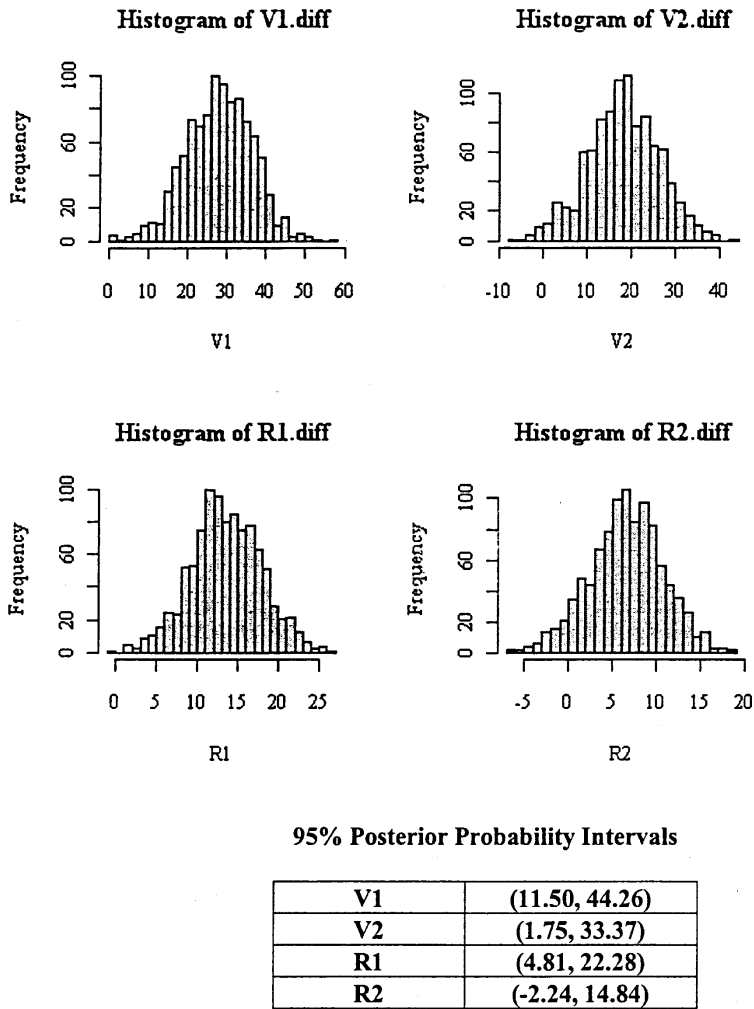 Histogram of V1.diff
Histogram of V2.diff
Frequency
0 20 60 100
0 10 20 30 40 50 60
V1
Frequency
0 20 60 100
-10 0 10 20 30 40
V2
Histogram of R1.diff
Histogram of R2.diff
Frequency
0 20 60 100
0 5 10 15 20 25
R1
Frequency
0 20 60 100
-5 0 5 10 15 20
R2
95% Posterior Probability Intervals
V1 (11.50, 44.26)
V2 (1.75, 33.37)
R1 (4.81, 22.28)
R2 (-2.24, 14.84)